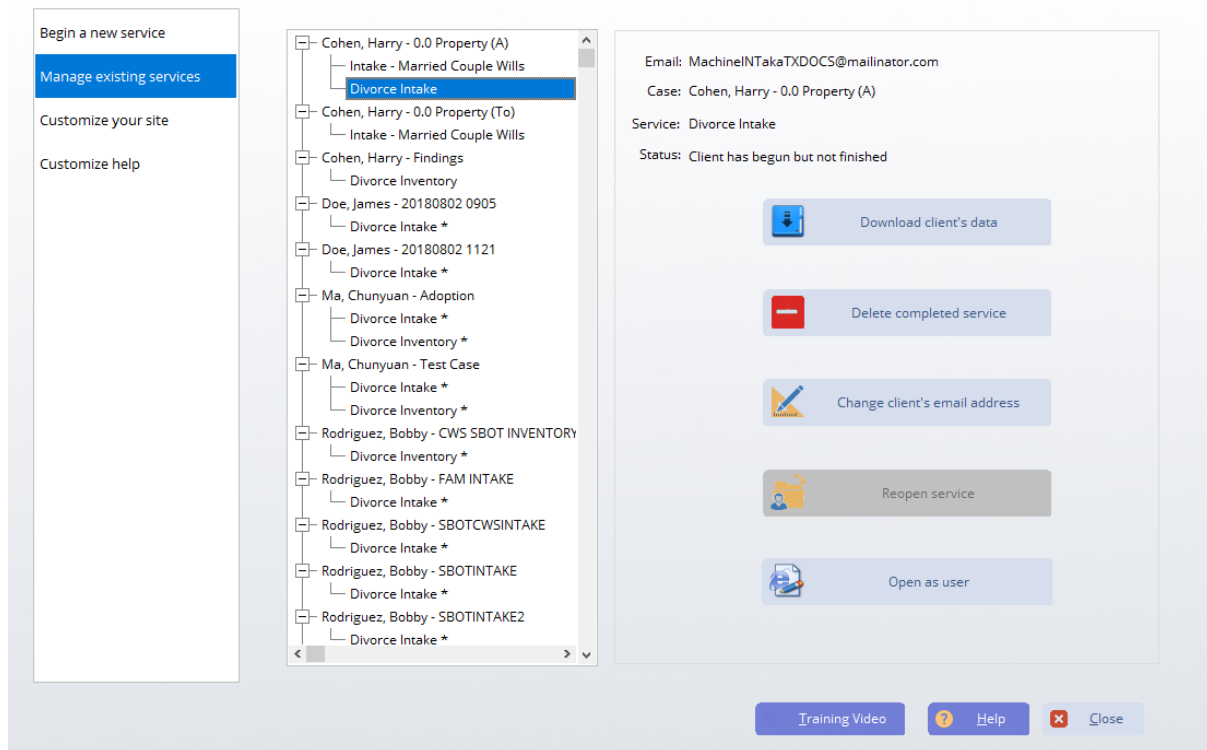 Begin a new service
Manage existing services
Customize your site
Customize help
Cohen, Harry - 0.0 Property (A)
Intake - Married Couple Wills
Divorce Intake
Cohen, Harry - 0.0 Property (To)
Intake - Married Couple Wills
Cohen, Harry - Findings
Divorce Inventory
Doe, James - 20180802 0905
Divorce Intake *
Doe, James - 20180802 1121
Divorce Intake *
Ma, Chunyuan - Adoption
Divorce Intake *
Divorce Inventory *
Ma, Chunyuan - Test Case
Divorce Intake *
Divorce Inventory *
Rodriguez, Bobby - CWS SBOT INVENTORY
Divorce Inventory *
Rodriguez, Bobby - FAM INTAKE
Divorce Intake *
Rodriguez, Bobby - SBOTCWSINTAKE
Divorce Intake *
Rodriguez, Bobby - SBOTINTAKE
Divorce Intake *
Rodriguez, Bobby - SBOTINTAKE2
Divorce Intake *
Email: MachineINTakaTXDOCS@mailinator.com
Case: Cohen, Harry - 0.0 Property (A)
Service: Divorce Intake
Status: Client has begun but not finished
Download client's data
Delete completed service
Change client's email address
Reopen service
Open as user
Training Video
Help
Close